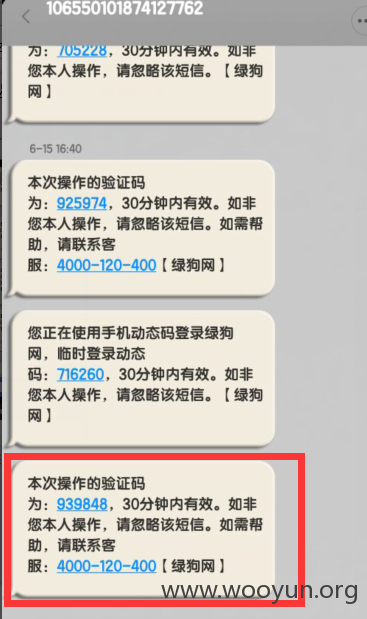 106550101874127762
为：705228，30分钟内有效。如非
您本人操作，请忽略该短信。【绿狗
网】
6-15 16:40
本次操作的验证码
为：925974，30分钟内有效。如非
您本人操作，请忽略该短信。如需帮
助，请联系客
服：4000-120-400【绿狗网】
您正在使用手机动态码登录绿狗
网，临时登录动态
码：716260，30分钟内有效。如非
您本人操作，请忽略该短信。【绿狗
网】
本次操作的验证码
为：939848，30分钟内有效。如非
您本人操作，请忽略该短信。如需帮
助，请联系客
服：4000-120-400【绿狗网】
www.wooyun.org